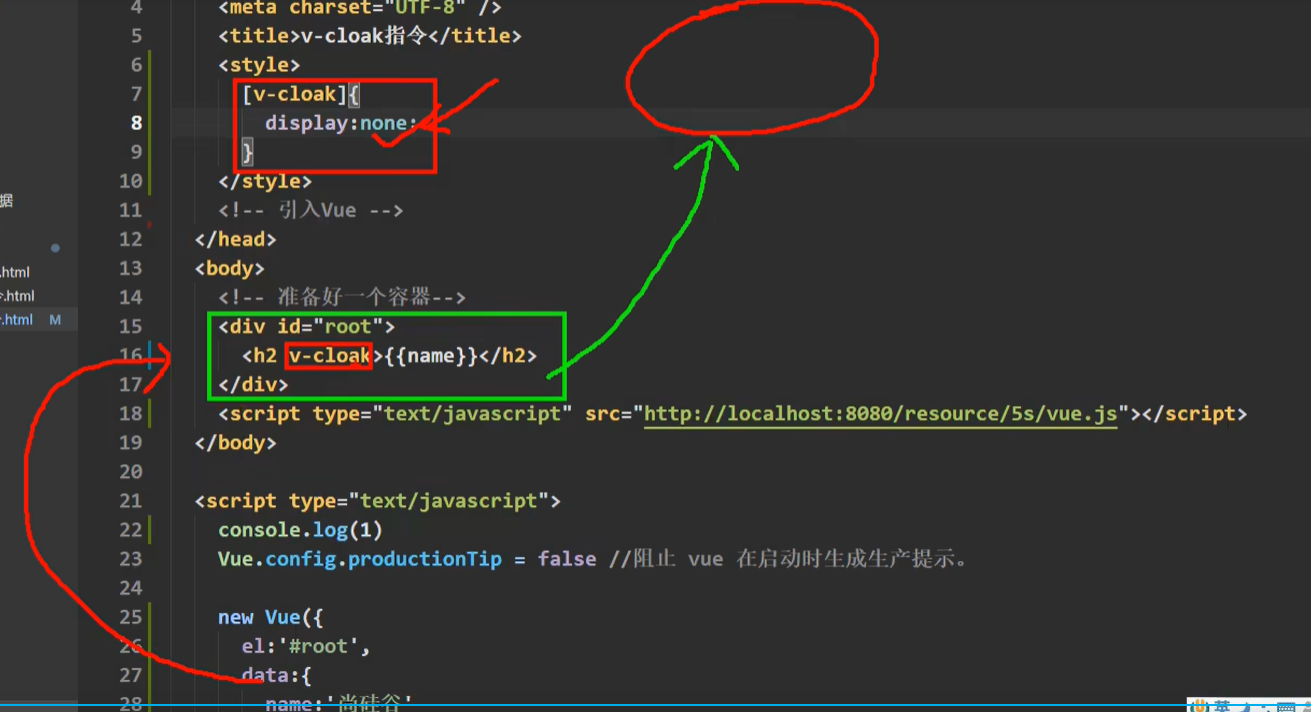 4 <meta charset="UTF-8" />
5 <title>v-cloak指令</title>
6 <style>
7 [v-cloak]{
8 display:none;
9 }
据
10 </style>
11 <!-- 引入Vue -->
12 </head>
13 <body>
.html
14 <!-- 准备好一个容器-->
.html
15 <div id="root">
.html M
16 <h2 v-cloak>{{name}}</h2>
17 </div>
18 <script type="text/javascript" src="http://localhost:8080/resource/5s/vue.js"></script>
19 </body>
20
21 <script type="text/javascript">
22 console.log(1)
23 Vue.config.productionTip = false //阻止 vue 在启动时生成生产提示。
24
25 new Vue({
26 el:'#root',
27 data:{
28 name:'尚硅谷'
英